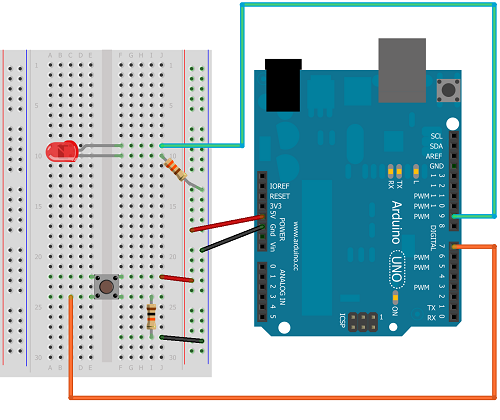 A B C D E F G H I J
1 1
5 5
10
15 15
20 20
25 25
30 30
A B C D E F G H I J
IOREF
RESET
3V3
5V
Gnd
Vin
POWER
www.arduino.cc
0
1
2
3
4
5
ANALOG IN
ICSP
1
RX
TX
L
Arduino
UNO
ON
SCL
SDA
AREF
GND
13
12
PWM 11
PWM 10
PWM 9
8
DIGITAL
7
PWM 6
PWM 5
4
PWM 3
2
TX 1
RX 0